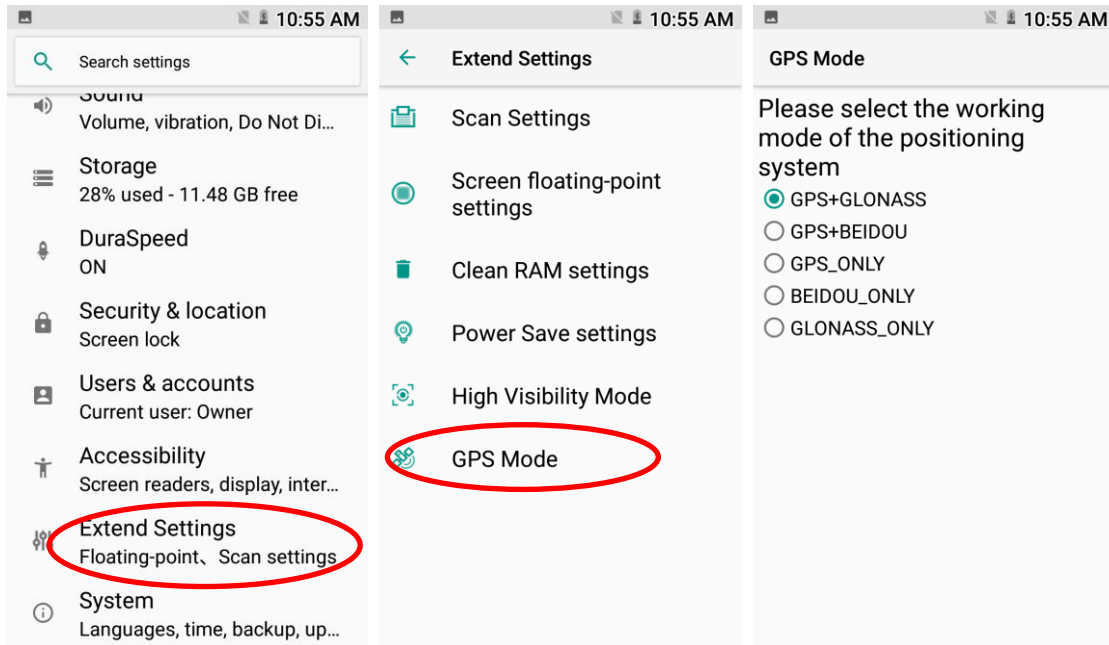 10:55 AM
Search settings
Sound
Volume, vibration, Do Not Di...
Storage
28% used - 11.48 GB free
DuraSpeed
ON
Security & location
Screen lock
Users & accounts
Current user: Owner
Accessibility
Screen readers, display, inter...
Extend Settings
Floating-point、Scan settings
System
Languages, time, backup, up...
10:55 AM
Extend Settings
Scan Settings
Screen floating-point
settings
Clean RAM settings
Power Save settings
High Visibility Mode
GPS Mode
10:55 AM
GPS Mode
Please select the working
mode of the positioning
system
GPS+GLONASS
GPS+BEIDOU
GPS_ONLY
BEIDOU_ONLY
GLONASS_ONLY